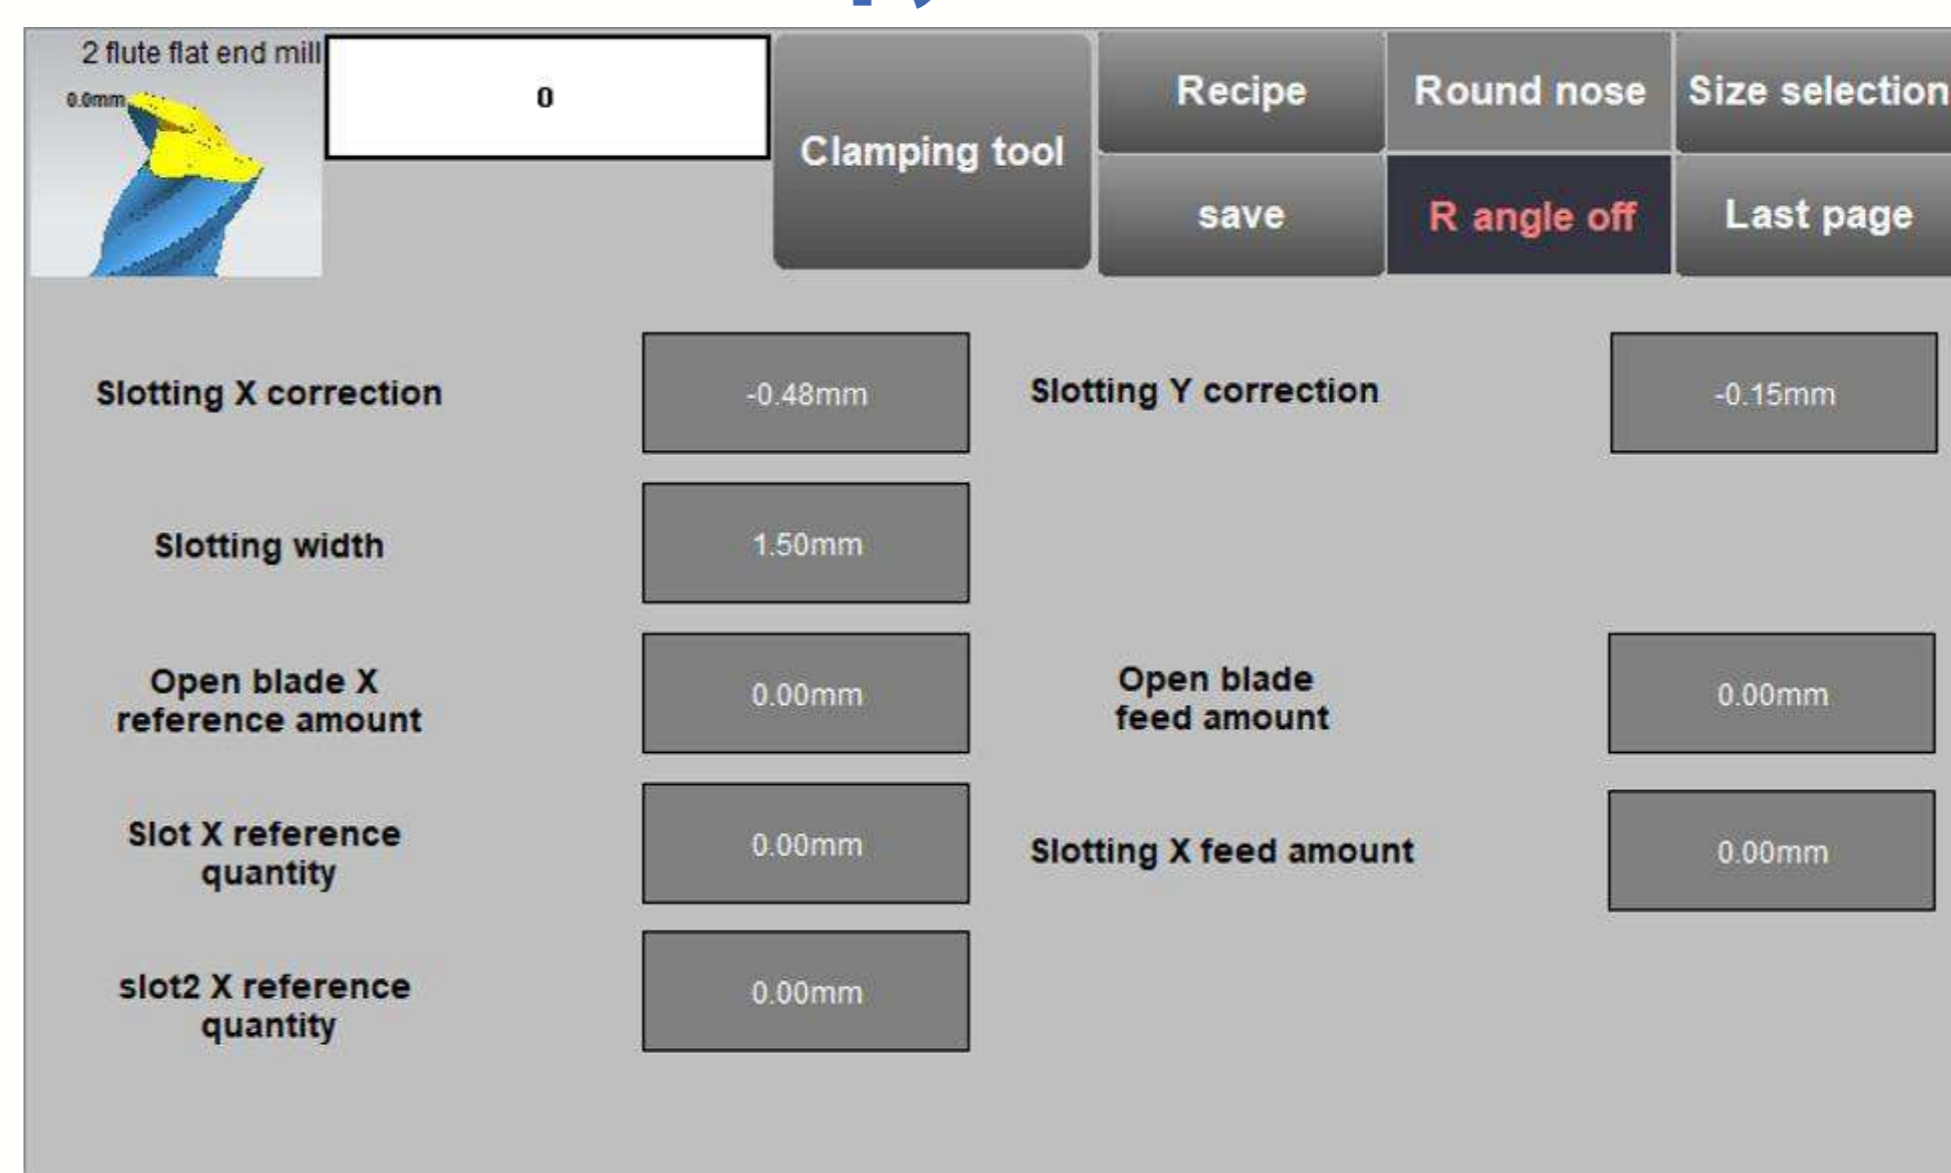 2 flute flat end mill
0.0mm
0
Clamping tool
Recipe
Round nose
Size selection
save
R angle off
Last page
Slotting X correction
-0.48mm
Slotting Y correction
-0.15mm
Slotting width
1.50mm
Open blade X
reference amount
0.00mm
Open blade
feed amount
0.00mm
Slot X reference
quantity
0.00mm
Slotting X feed amount
0.00mm
slot2 X reference
quantity
0.00mm